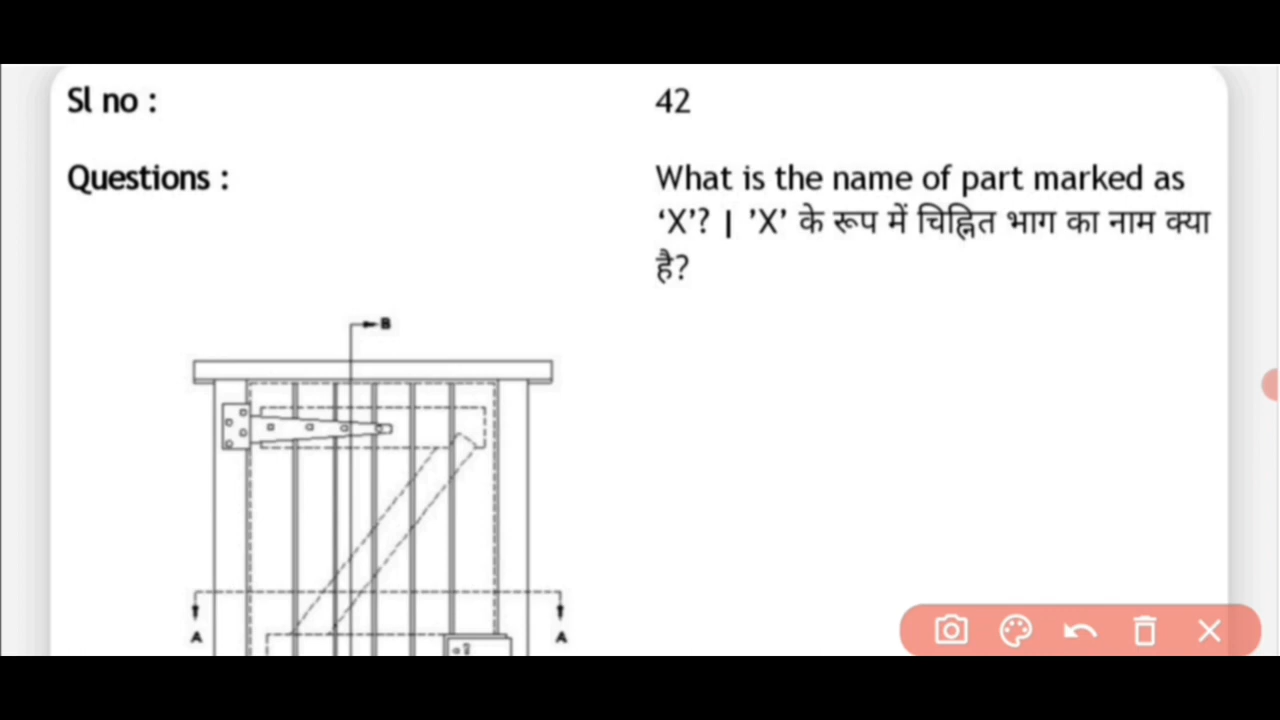 Sl no : 42
Questions : What is the name of part marked as
‘X’? | ’X’ के रूप में चिह्नित भाग का नाम क्या
है?
B
A A